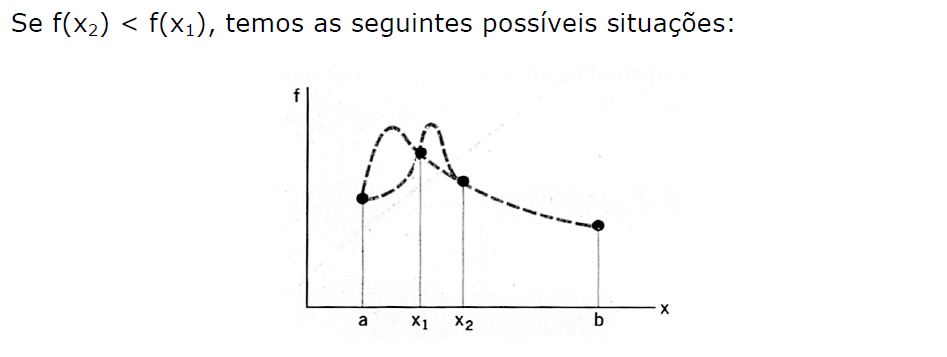 Se f(x₂) < f(x₁), temos as seguintes possíveis situações:
f
a x₁ x₂ b x